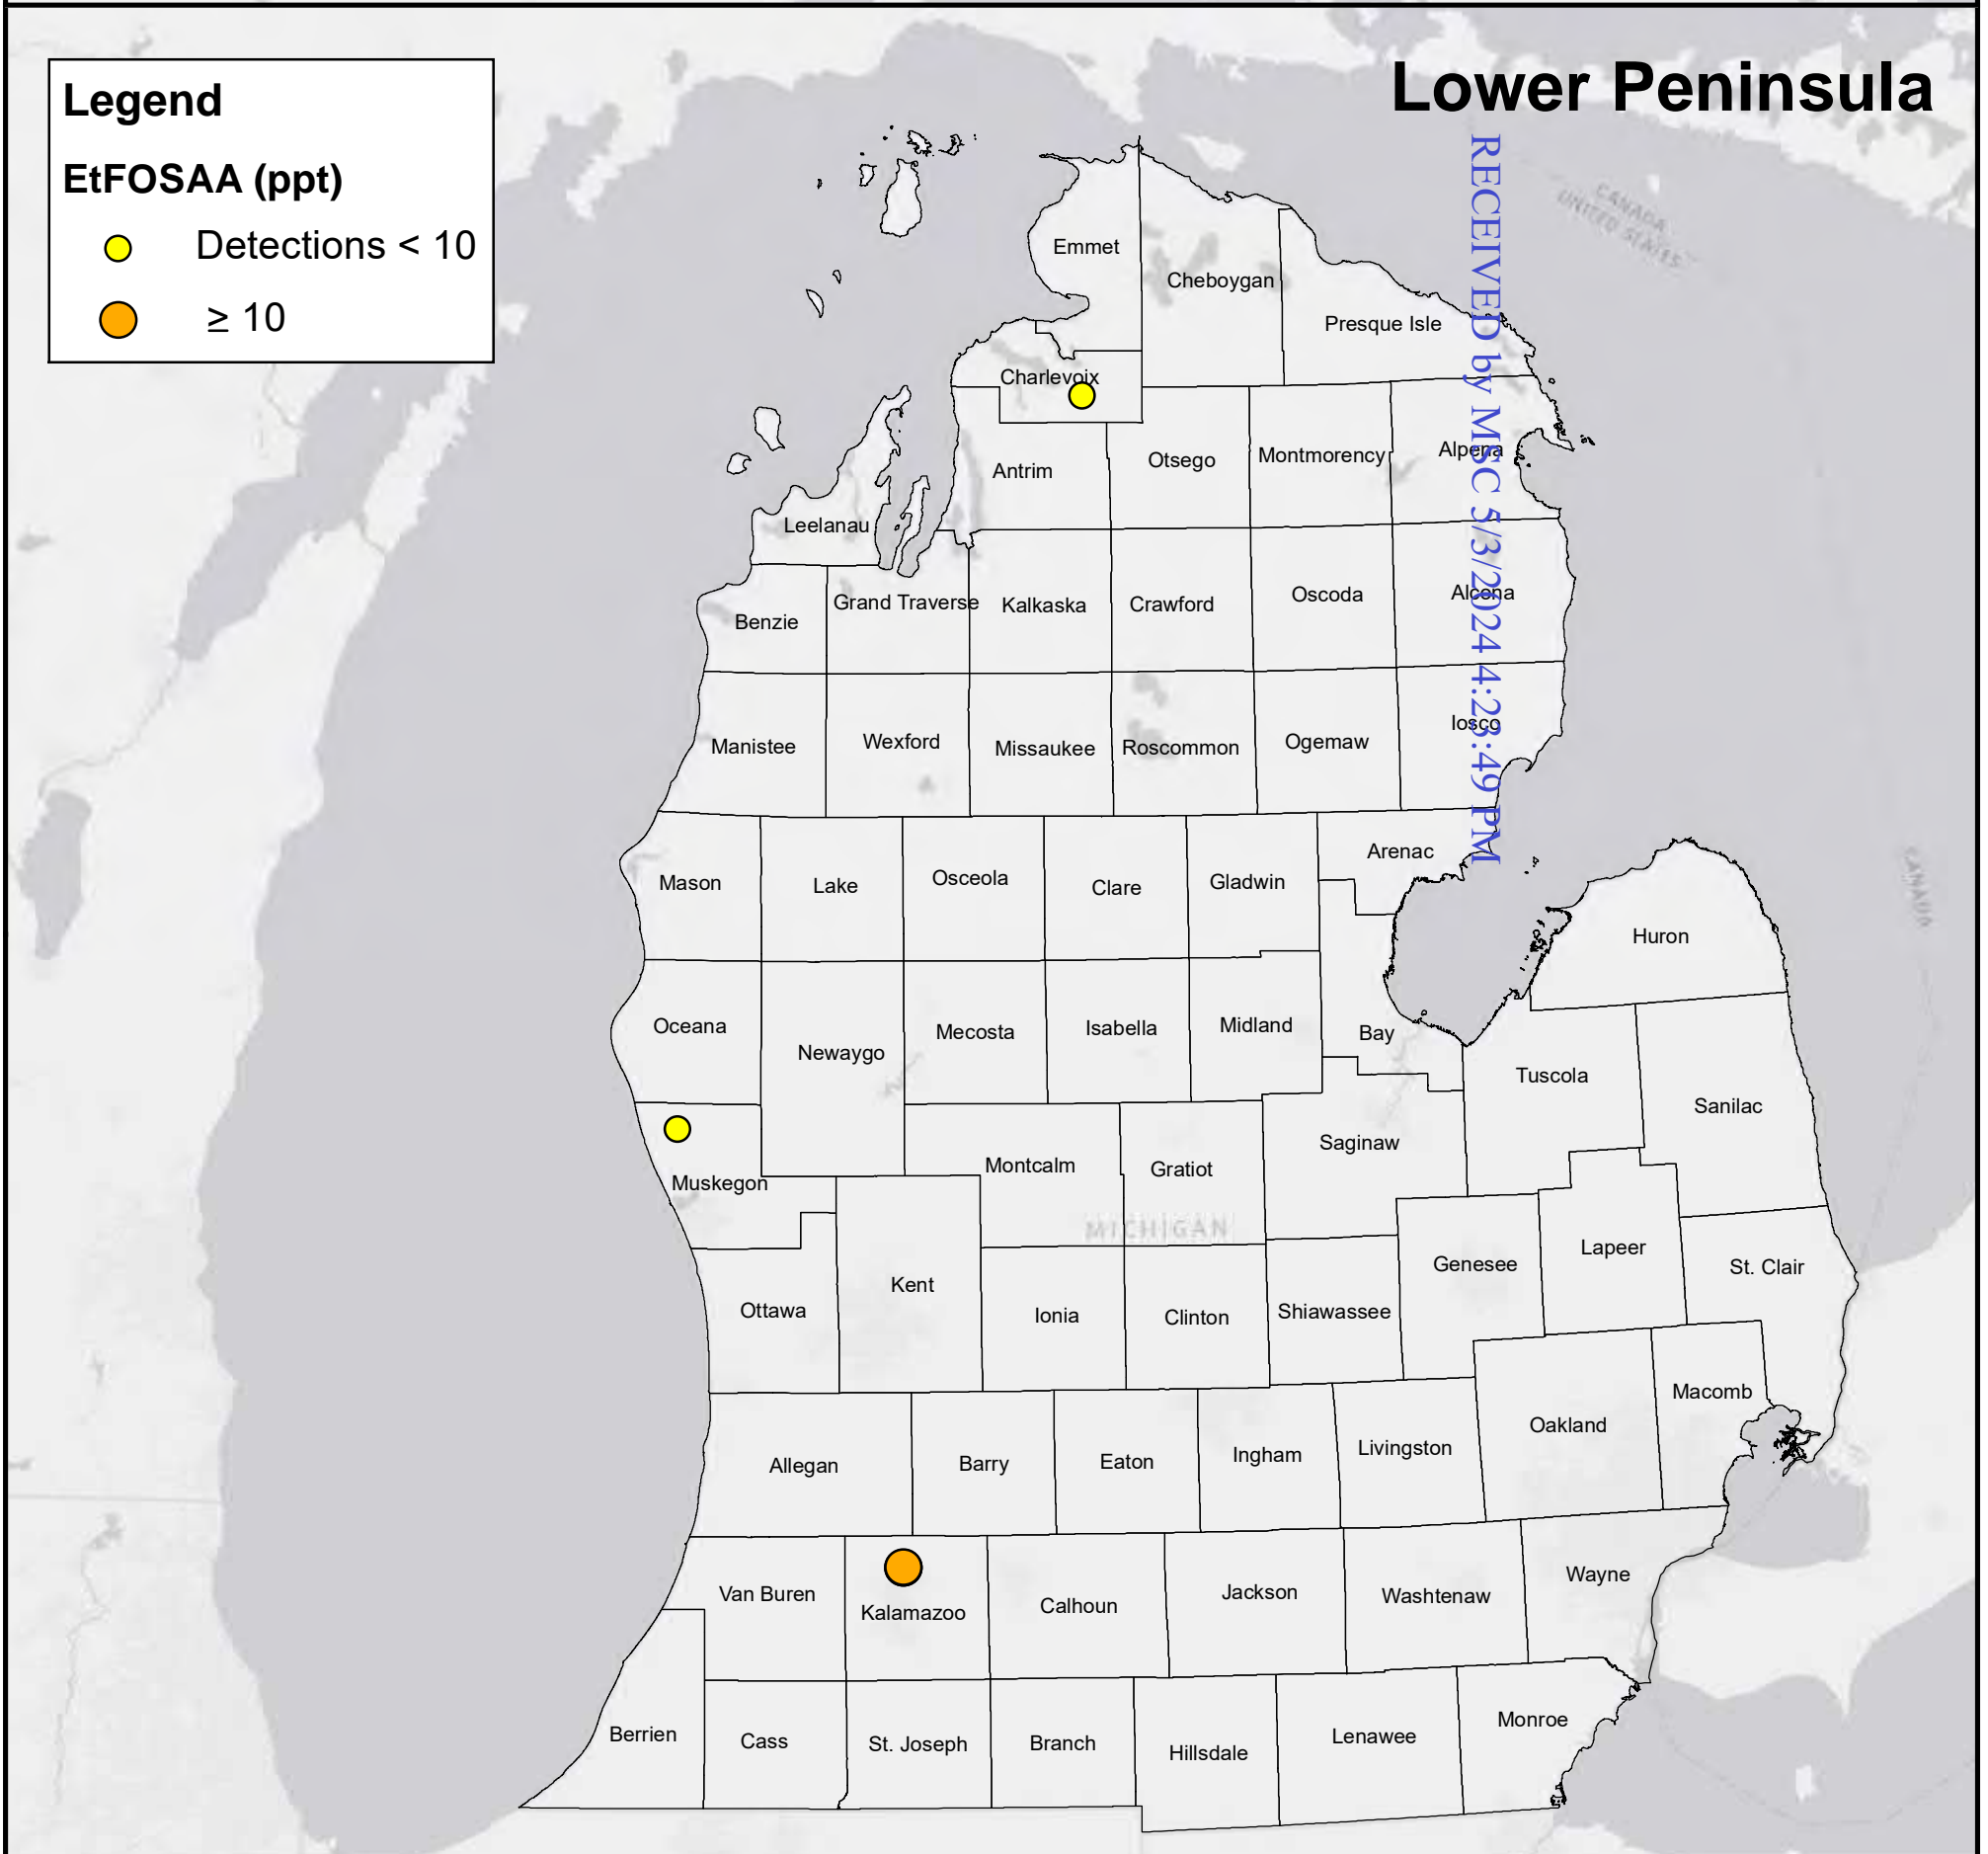 Lower Peninsula
Legend
EtFOSAA (ppt)
Detections < 10
≥ 10
RECEIVED by MSC 5/3/2024 4:23:49 PM
CANADA
UNITED STATES
Emmet
Cheboygan
Presque Isle
Charlevoix
Antrim
Otsego
Montmorency
Alpena
Leelanau
Benzie
Grand Traverse
Kalkaska
Crawford
Oscoda
Alcona
Manistee
Wexford
Missaukee
Roscommon
Ogemaw
Iosco
Mason
Lake
Osceola
Clare
Gladwin
Arenac
CANADA
Huron
Oceana
Newaygo
Mecosta
Isabella
Midland
Bay
Tuscola
Sanilac
Muskegon
Montcalm
Gratiot
Saginaw
MICHIGAN
Ottawa
Kent
Ionia
Clinton
Shiawassee
Genesee
Lapeer
St. Clair
Allegan
Barry
Eaton
Ingham
Livingston
Oakland
Macomb
Van Buren
Kalamazoo
Calhoun
Jackson
Washtenaw
Wayne
Berrien
Cass
St. Joseph
Branch
Hillsdale
Lenawee
Monroe